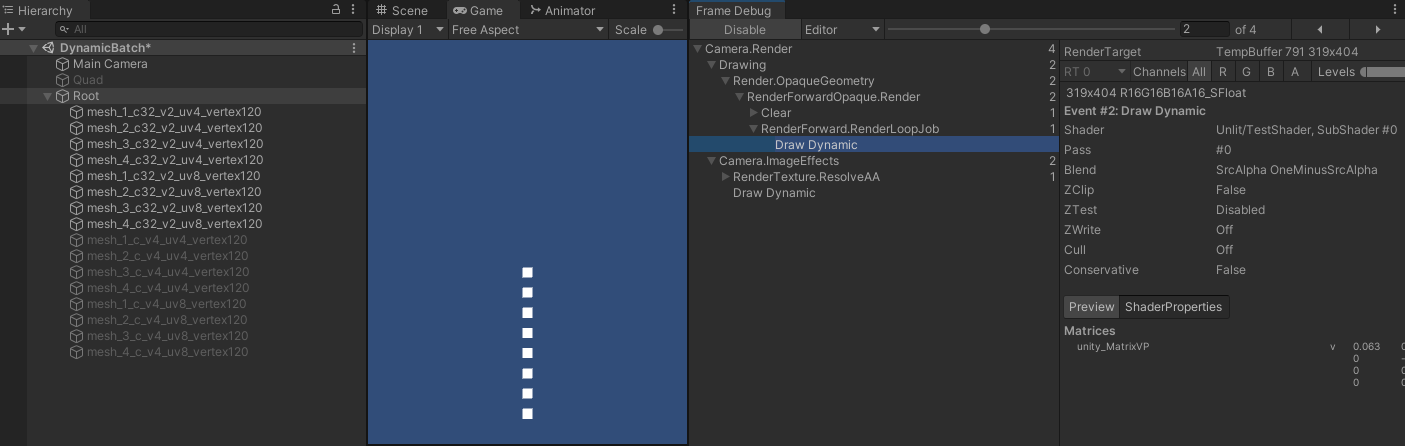 Hierarchy
All
DynamicBatch*
Main Camera
Quad
Root
mesh_1_c32_v2_uv4_vertex120
mesh_2_c32_v2_uv4_vertex120
mesh_3_c32_v2_uv4_vertex120
mesh_4_c32_v2_uv4_vertex120
mesh_1_c32_v2_uv8_vertex120
mesh_2_c32_v2_uv8_vertex120
mesh_3_c32_v2_uv8_vertex120
mesh_4_c32_v2_uv8_vertex120
mesh_1_c_v4_uv4_vertex120
mesh_2_c_v4_uv4_vertex120
mesh_3_c_v4_uv4_vertex120
mesh_4_c_v4_uv4_vertex120
mesh_1_c_v4_uv8_vertex120
mesh_2_c_v4_uv8_vertex120
mesh_3_c_v4_uv8_vertex120
mesh_4_c_v4_uv8_vertex120
Scene Game Animator
Display 1 Free Aspect Scale
Frame Debug
Disable Editor 2 of 4
Camera.Render 4
Drawing 2
Render.OpaqueGeometry 2
RenderForwardOpaque.Render 2
Clear 1
RenderForward.RenderLoopJob 1
Draw Dynamic
Camera.ImageEffects 2
RenderTexture.ResolveAA 1
Draw Dynamic
RenderTarget TempBuffer 791 319x404
RT 0 Channels All R G B A Levels
319x404 R16G16B16A16_SFloat
Event #2: Draw Dynamic
Shader Unlit/TestShader, SubShader #0
Pass #0
Blend SrcAlpha OneMinusSrcAlpha
ZClip False
ZTest Disabled
ZWrite Off
Cull Off
Conservative False
Preview ShaderProperties
Matrices
unity_MatrixVP v 0.063 0
0 -
0 0
0 0